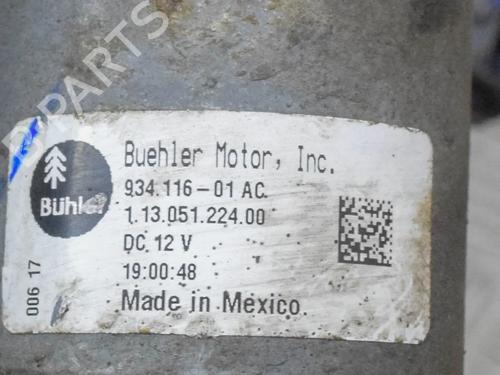 B-PARTS
Bühler
Buehler Motor, Inc.
934.116-01 AC
1.13.051.224.00
DC 12 V
19:00:48
Made in Mexico.
006 17